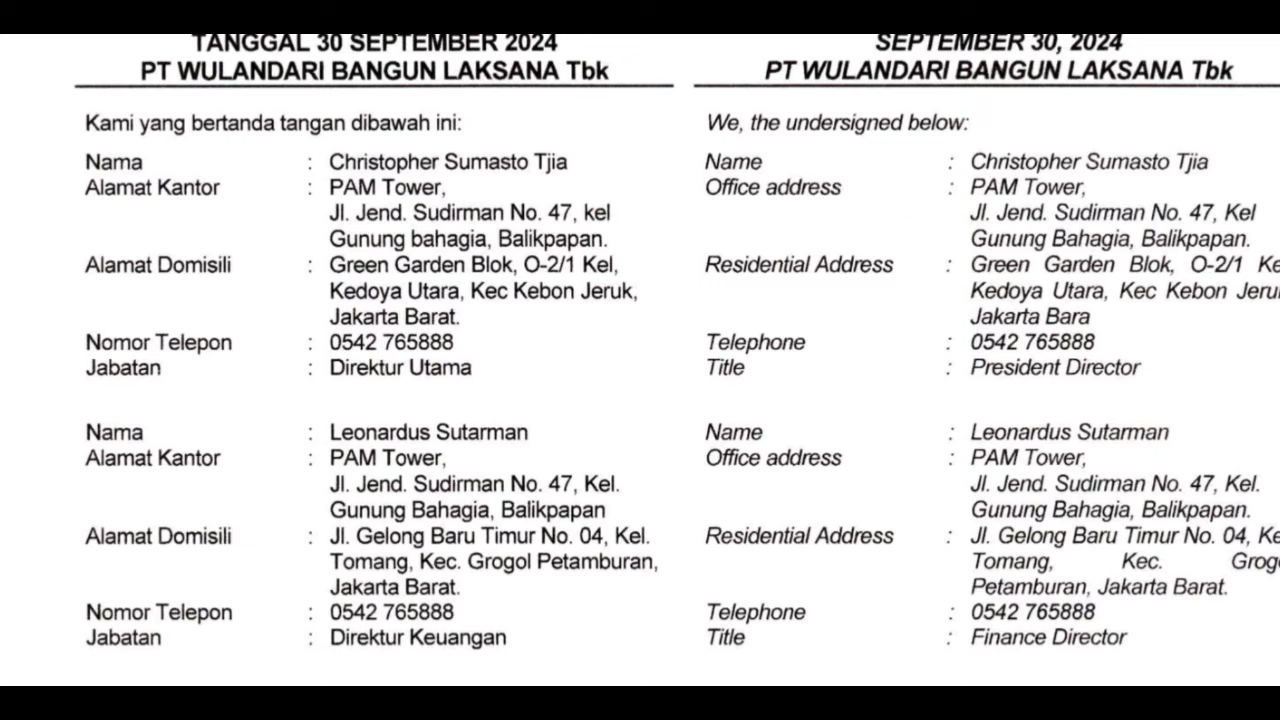 TANGGAL 30 SEPTEMBER 2024
PT WULANDARI BANGUN LAKSANA Tbk
Kami yang bertanda tangan dibawah ini:
Nama : Christopher Sumasto Tjia
Alamat Kantor : PAM Tower,
Jl. Jend. Sudirman No. 47, kel
Gunung bahagia, Balikpapan.
Alamat Domisili : Green Garden Blok, O-2/1 Kel,
Kedoya Utara, Kec Kebon Jeruk,
Jakarta Barat.
Nomor Telepon : 0542 765888
Jabatan : Direktur Utama
Nama : Leonardus Sutarman
Alamat Kantor : PAM Tower,
Jl. Jend. Sudirman No. 47, Kel.
Gunung Bahagia, Balikpapan
Alamat Domisili : Jl. Gelong Baru Timur No. 04, Kel.
Tomang, Kec. Grogol Petamburan,
Jakarta Barat.
Nomor Telepon : 0542 765888
Jabatan : Direktur Keuangan
SEPTEMBER 30, 2024
PT WULANDARI BANGUN LAKSANA Tbk
We, the undersigned below:
Name : Christopher Sumasto Tjia
Office address : PAM Tower,
Jl. Jend. Sudirman No. 47, Kel
Gunung Bahagia, Balikpapan.
Residential Address : Green Garden Blok, O-2/1
Kedoya Utara, Kec Kebon
Jakarta Bara
Telephone : 0542 765888
Title : President Director
Name : Leonardus Sutarman
Office address : PAM Tower,
Jl. Jend. Sudirman No. 47, Kel.
Gunung Bahagia, Balikpapan.
Residential Address : Jl. Gelong Baru Timur No. 04,
Tomang, Kec.
Petamburan, Jakarta Barat.
Telephone : 0542 765888
Title : Finance Director